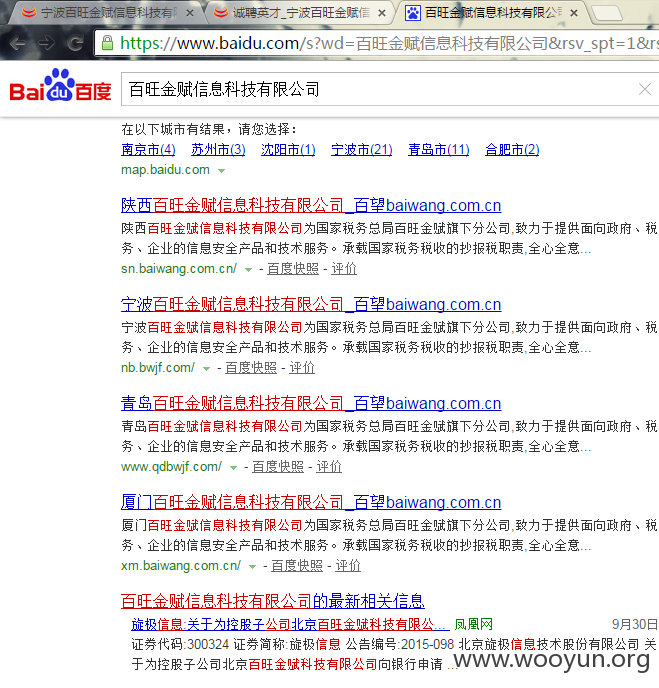 宁波百旺金赋信息科技有
诚聘英才_宁波百旺金赋信
百旺金赋信息科技有限公
https://www.baidu.com/s?wd=百旺金赋信息科技有限公司&rsv_spt=1&rs
Bai du 百度
百旺金赋信息科技有限公司
在以下城市有结果，请您选择：
南京市(4) 苏州市(3) 沈阳市(1) 宁波市(21) 青岛市(11) 合肥市(2)
map.baidu.com
陕西百旺金赋信息科技有限公司_百望baiwang.com.cn
陕西百旺金赋信息科技有限公司为国家税务总局百旺金赋旗下分公司,致力于提供面向政府、税
务、企业的信息安全产品和技术服务。承载国家税务税收的抄报税职责,全心全意...
sn.baiwang.com.cn/ - 百度快照 - 评价
宁波百旺金赋信息科技有限公司_百望baiwang.com.cn
宁波百旺金赋信息科技有限公司为国家税务总局百旺金赋旗下分公司,致力于提供面向政府、税
务、企业的信息安全产品和技术服务。承载国家税务税收的抄报税职责,全心全意...
nb.bwjf.com/ - 百度快照 - 评价
青岛百旺金赋信息科技有限公司_百望baiwang.com.cn
青岛百旺金赋信息科技有限公司为国家税务总局百旺金赋旗下分公司,致力于提供面向政府、税
务、企业的信息安全产品和技术服务。承载国家税务税收的抄报税职责,全心全意...
www.qdbwjf.com/ - 百度快照 - 评价
厦门百旺金赋信息科技有限公司_百望baiwang.com.cn
厦门百旺金赋信息科技有限公司为国家税务总局百旺金赋旗下分公司,致力于提供面向政府、税
务、企业的信息安全产品和技术服务。承载国家税务税收的抄报税职责,全心全意...
xm.baiwang.com.cn/ - 百度快照 - 评价
百旺金赋信息科技有限公司的最新相关信息
旋极信息:关于为控股子公司北京百旺金赋科技有限公... 凤凰网 9月30日
证券代码:300324 证券简称:旋极信息 公告编号:2015-098 北京旋极信息技术股份有限公司 关
于为控股子公司北京百旺金赋科技有限公司向银行申请 ...
www.wooyun.org